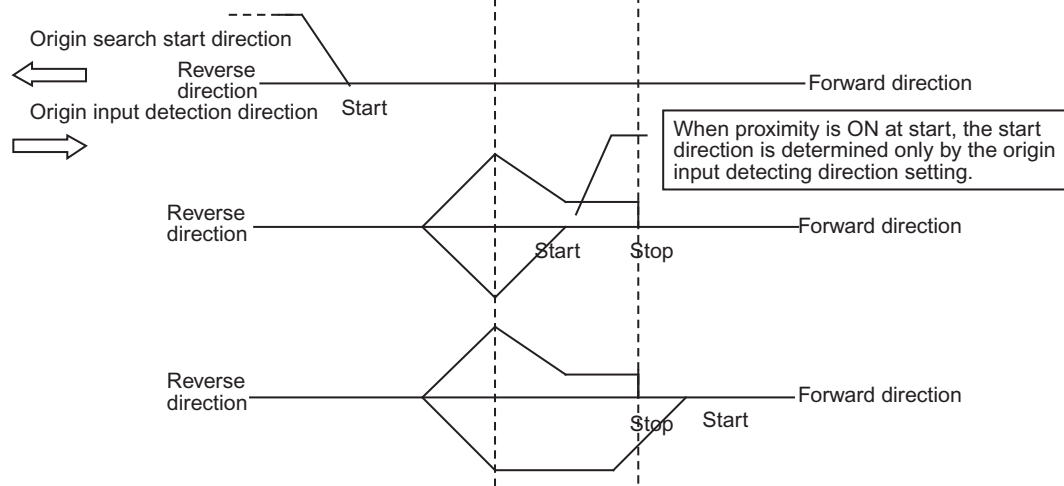 Origin search start direction
Reverse
direction
Forward direction
Start
Origin input detection direction
When proximity is ON at start, the start
direction is determined only by the origin
input detecting direction setting.
Reverse
direction
Forward direction
Start
Stop
Reverse
direction
Forward direction
Stop
Start